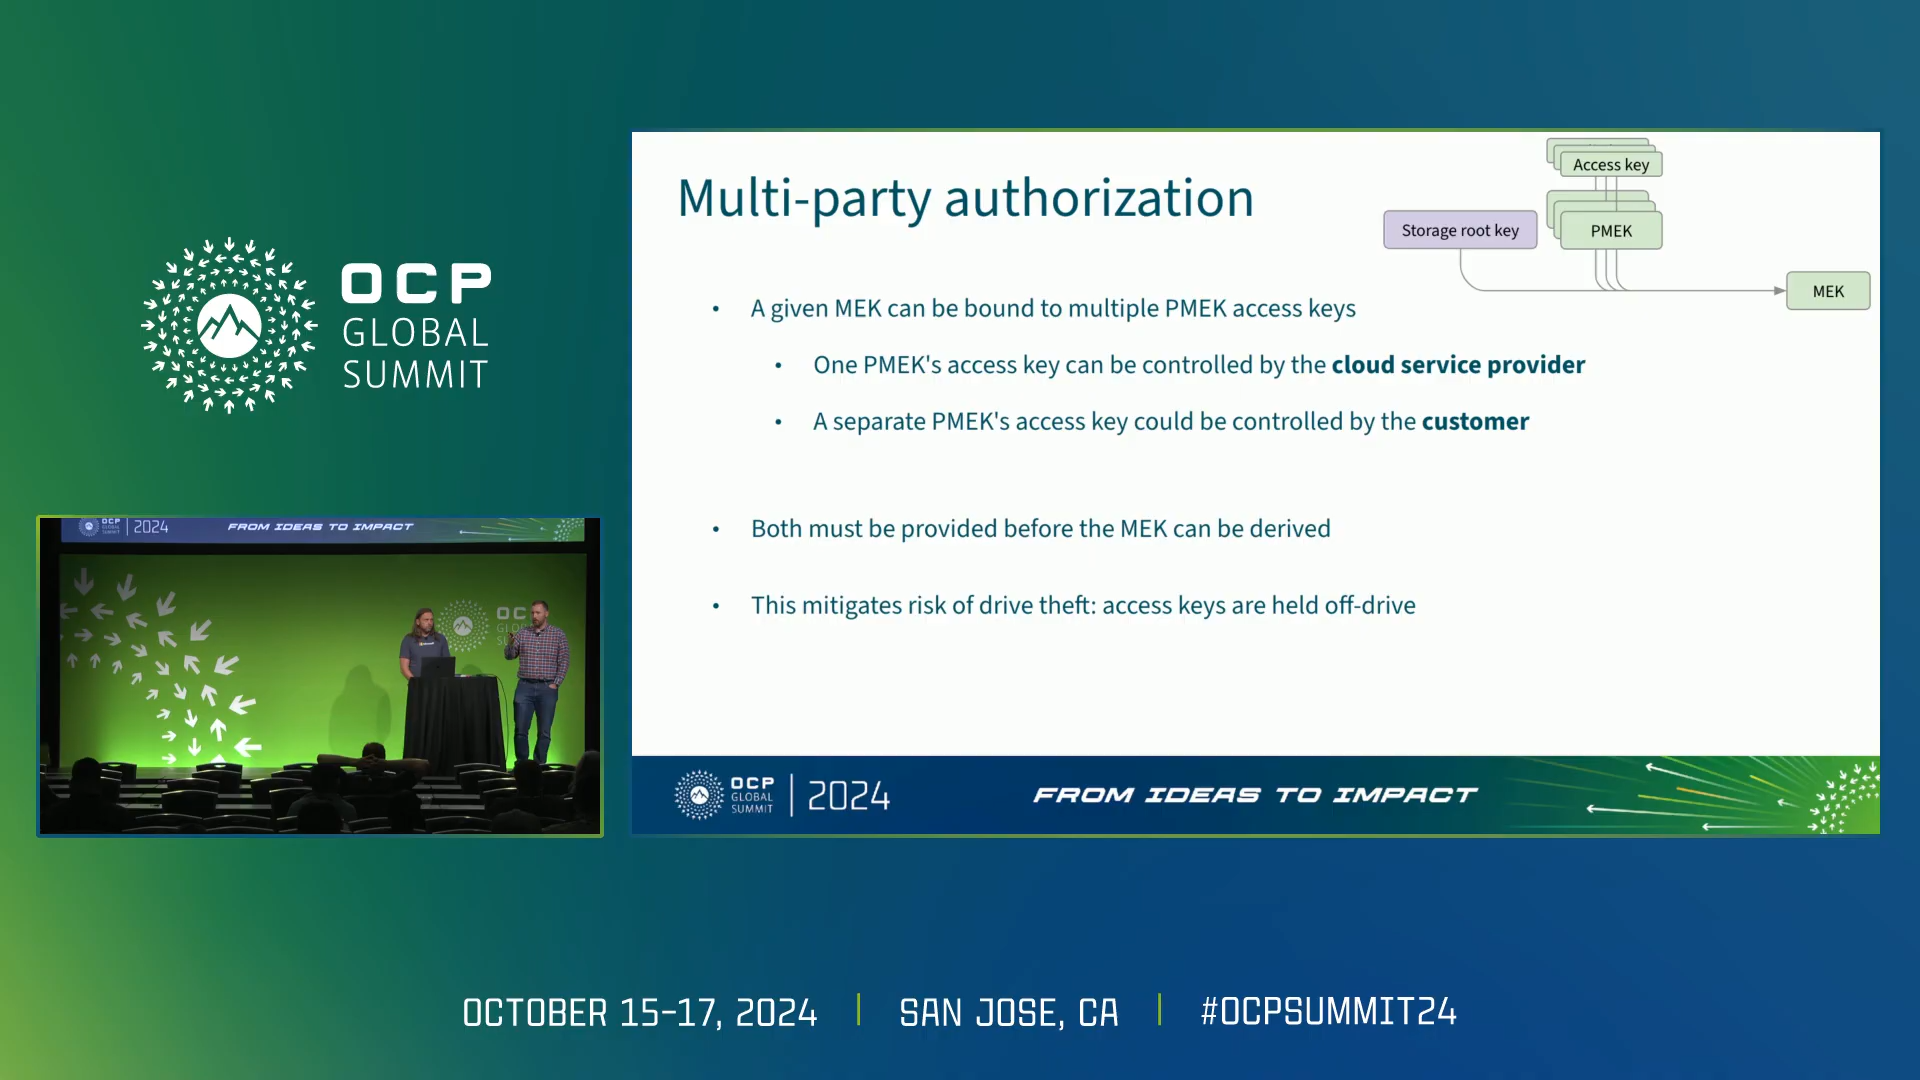 OCP
GLOBAL
SUMMIT
OCP
GLOBAL
SUMMIT
2024
FROM IDEAS TO IMPACT
OCP
Multi-party authorization
Access key
Storage root key
PMEK
MEK
• A given MEK can be bound to multiple PMEK access keys
• One PMEK's access key can be controlled by the cloud service provider
• A separate PMEK's access key could be controlled by the customer
• Both must be provided before the MEK can be derived
• This mitigates risk of drive theft: access keys are held off-drive
OCP
GLOBAL
SUMMIT
2024
FROM IDEAS TO IMPACT
OCTOBER 15-17, 2024 | SAN JOSE, CA | #OCPSUMMIT24